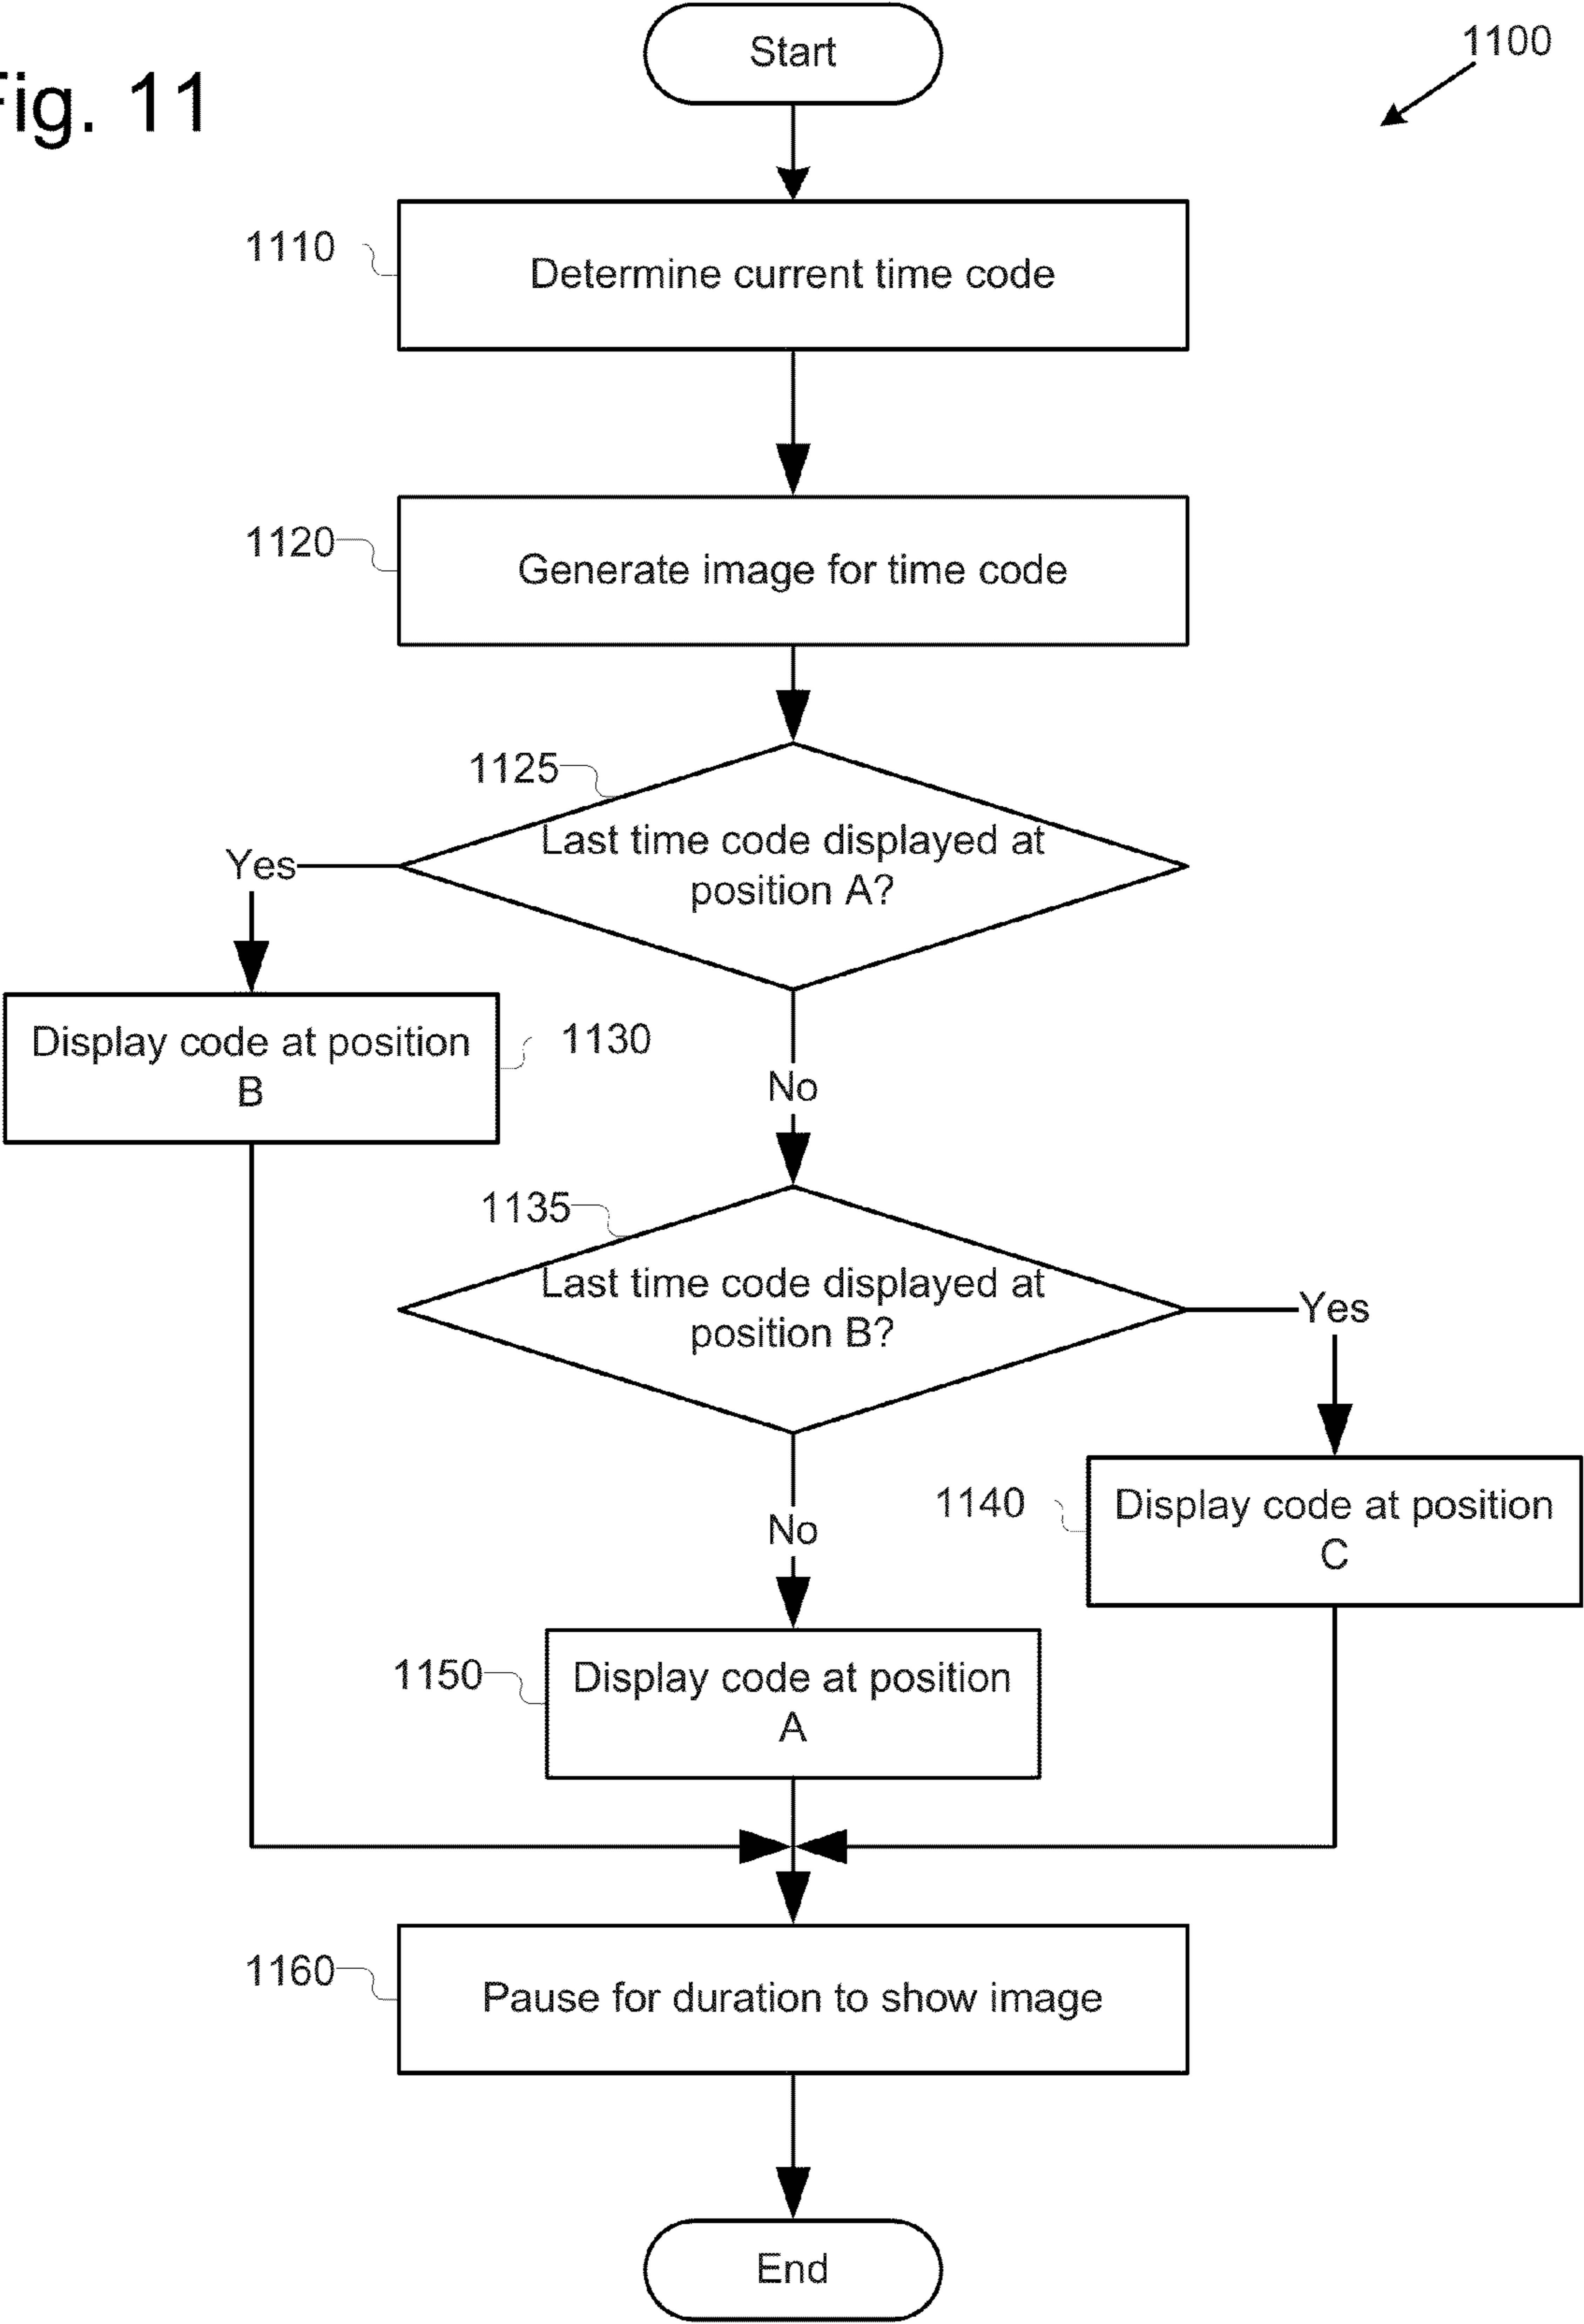 Start
1100
Fig. 11
1110
Determine current time code
1120
Generate image for time code
1125
Last time code displayed at
position A?
Yes
Display code at position
B
1130
No
1135
Last time code displayed at
position B?
Yes
1140
Display code at position
C
No
1150
Display code at position
A
1160
Pause for duration to show image
End